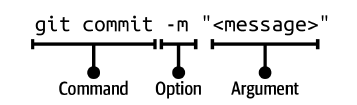 git commit -m "<message>"
Command Option Argument